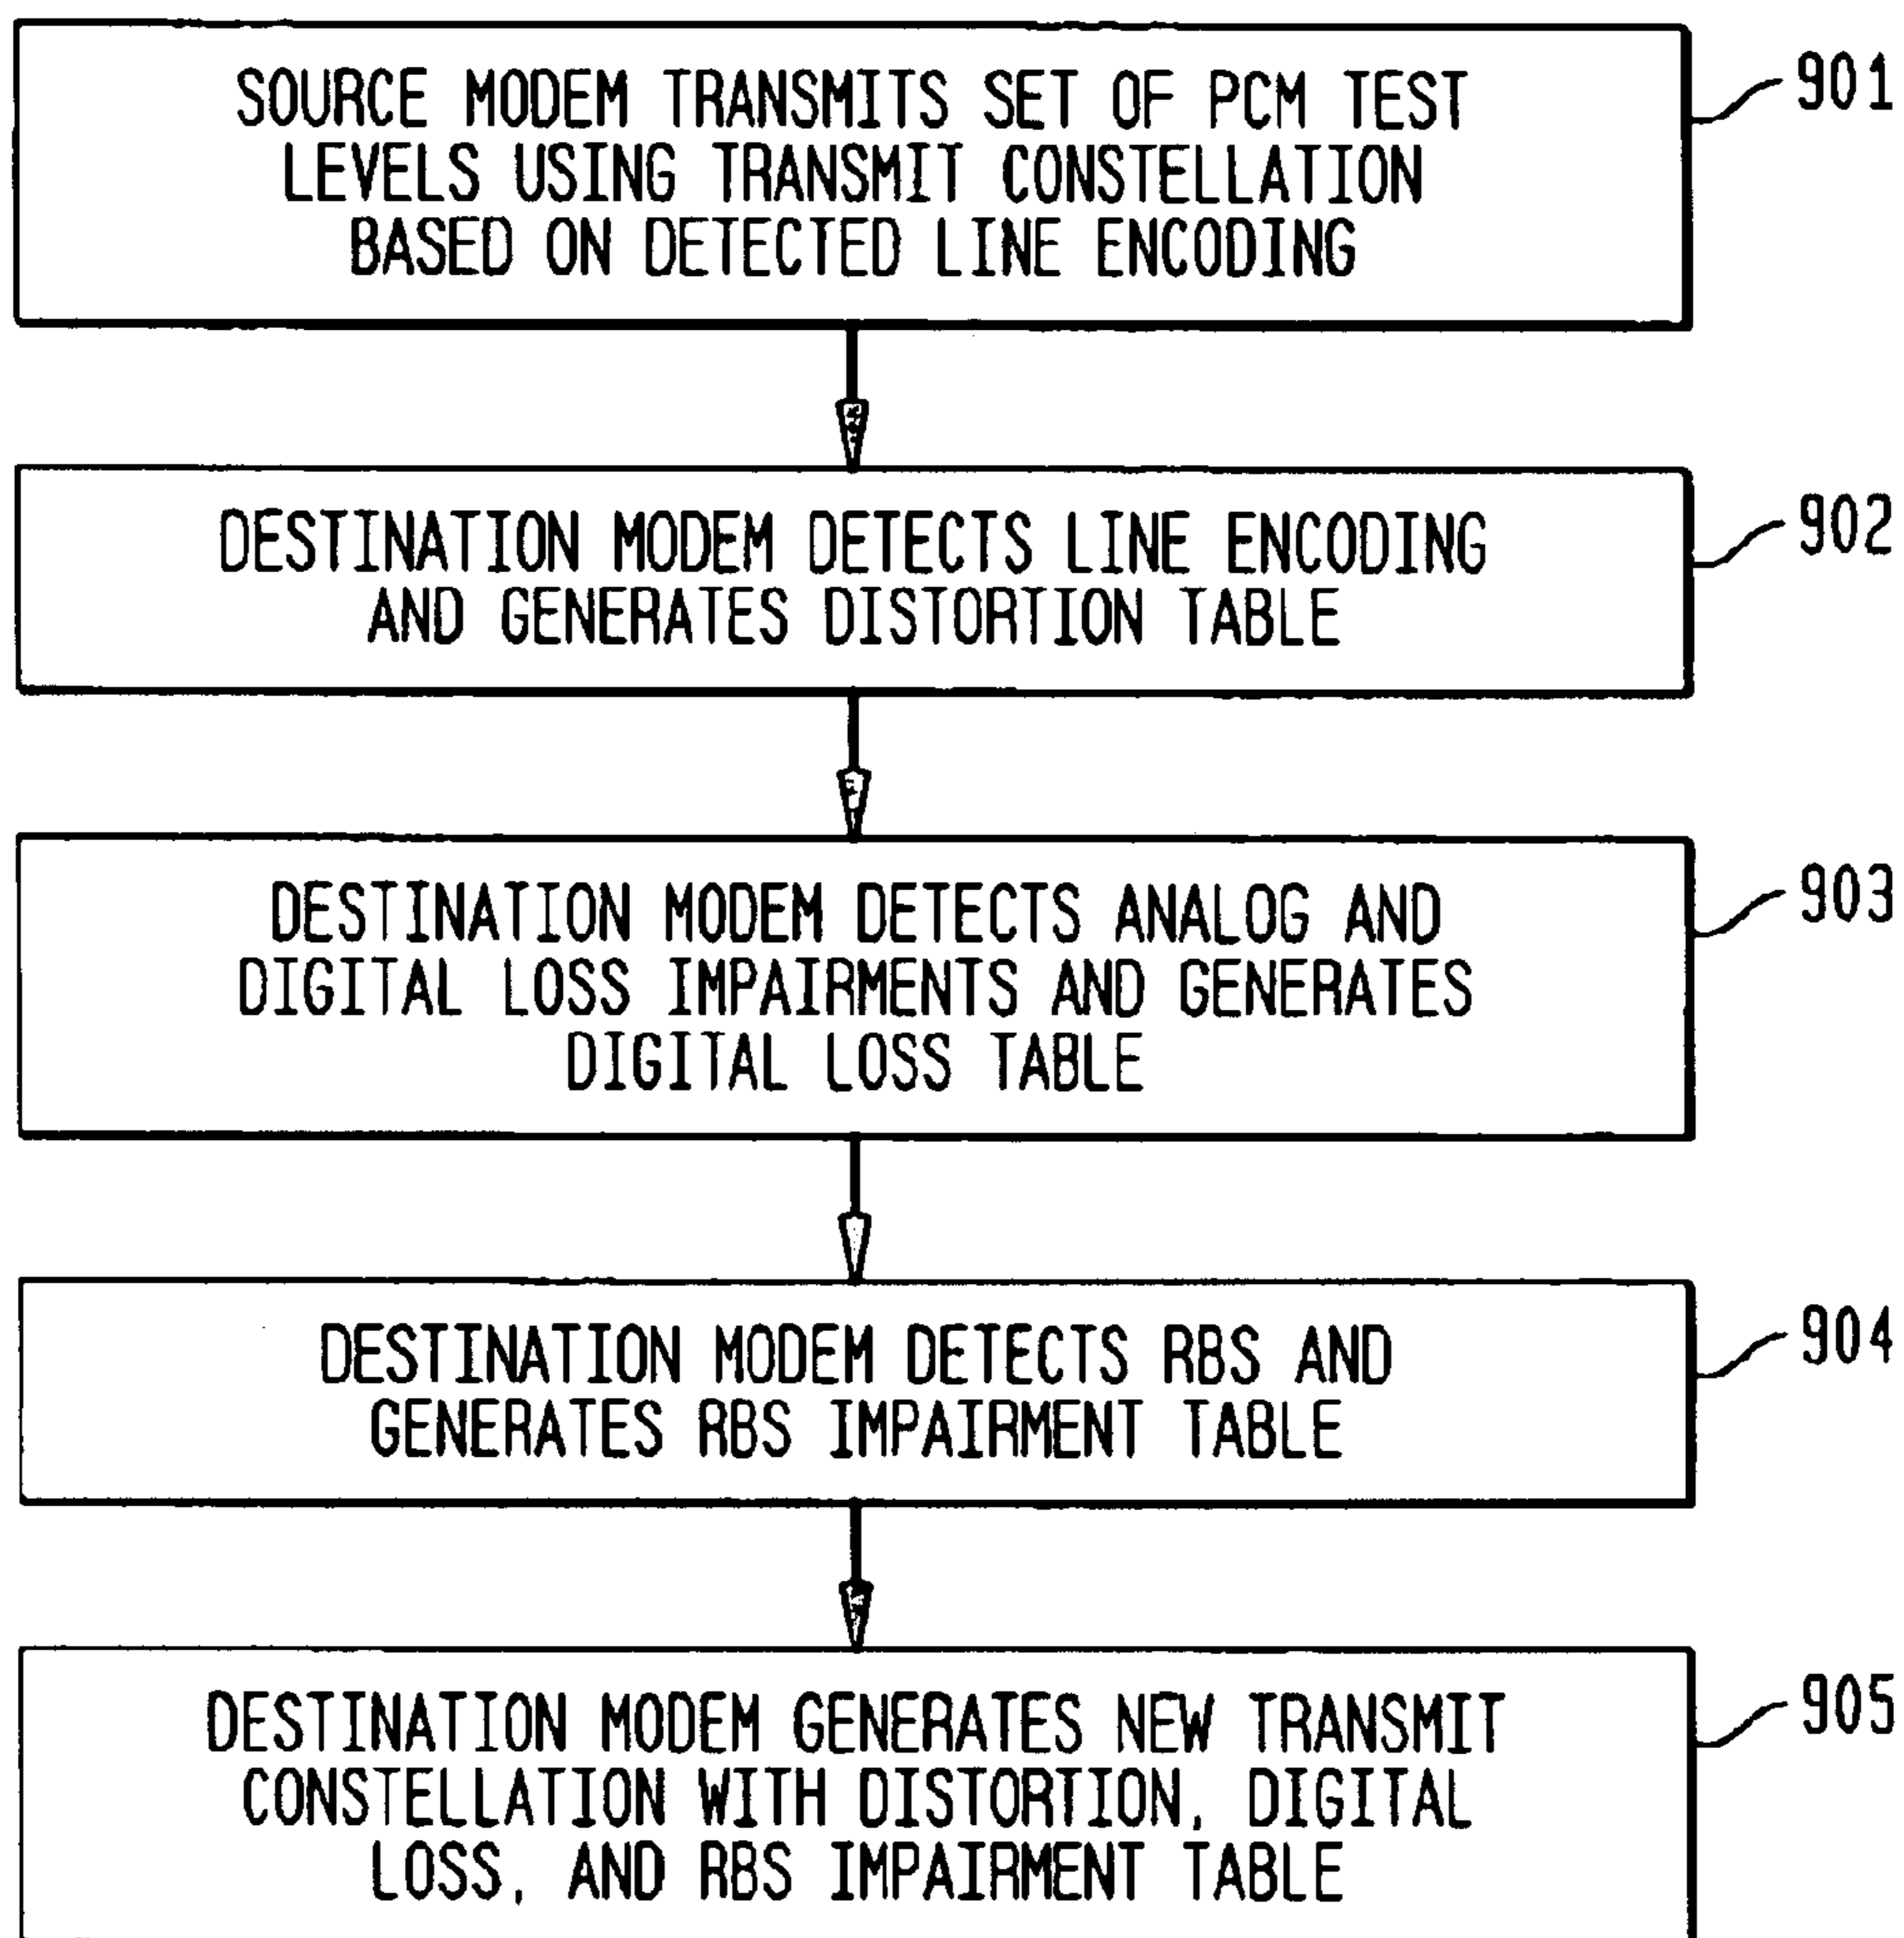 SOURCE MODEM TRANSMITS SET OF PCM TEST
LEVELS USING TRANSMIT CONSTELLATION
BASED ON DETECTED LINE ENCODING
901
DESTINATION MODEM DETECTS LINE ENCODING
AND GENERATES DISTORTION TABLE
902
DESTINATION MODEM DETECTS ANALOG AND
DIGITAL LOSS IMPAIRMENTS AND GENERATES
DIGITAL LOSS TABLE
903
DESTINATION MODEM DETECTS RBS AND
GENERATES RBS IMPAIRMENT TABLE
904
DESTINATION MODEM GENERATES NEW TRANSMIT
CONSTELLATION WITH DISTORTION, DIGITAL
LOSS, AND RBS IMPAIRMENT TABLE
905